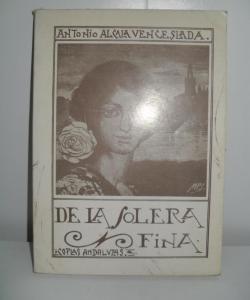 ANTONIO ALCALA VENCESLADA.
DE LA SOLERA
FINA.
COPLAS ANDALUZAS.